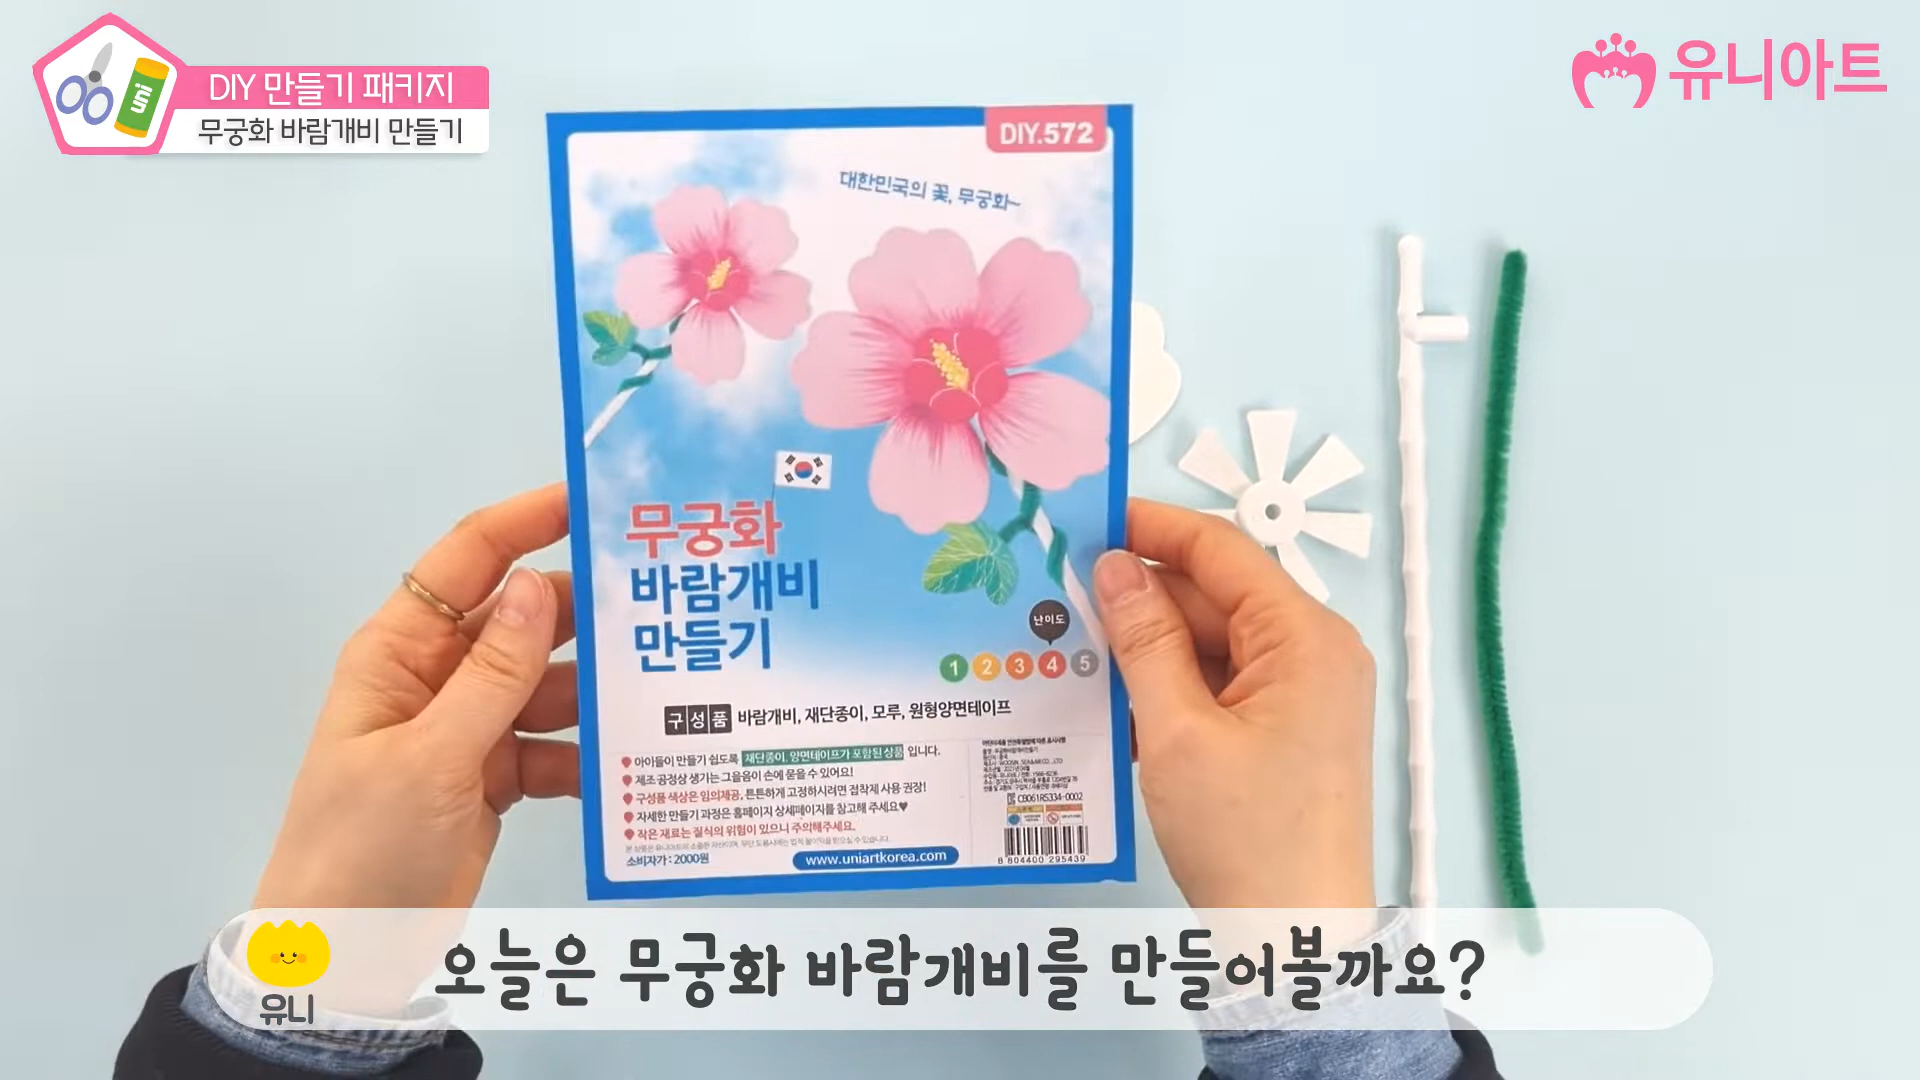 uni
DIY 만들기 패키지
무궁화 바람개비 만들기
유니아트
DIY.572
대한민국의 꽃, 무궁화~
무궁화
바람개비
만들기
난이도
1 2 3 4 5
구성품 바람개비, 재단종이, 모루, 원형양면테이프
아이들이 만들기 쉽도록 재단종이, 양면테이프가 포함된 상품 입니다.
제조 공정상 생기는 그을음이 손에 묻을 수 있어요!
구성품 색상은 임의제공, 튼튼하게 고정하시려면 접착제 사용 권장!
자세한 만들기 과정은 홈페이지 상세페이지를 참고해 주세요♥
작은 재료는 질식의 위험이 있으니 주의해주세요.
소비자가 : 2000원
www.uniartkorea.com
CB061R5334-0002
8 804400 295439
오늘은 무궁화 바람개비를 만들어볼까요?
유니